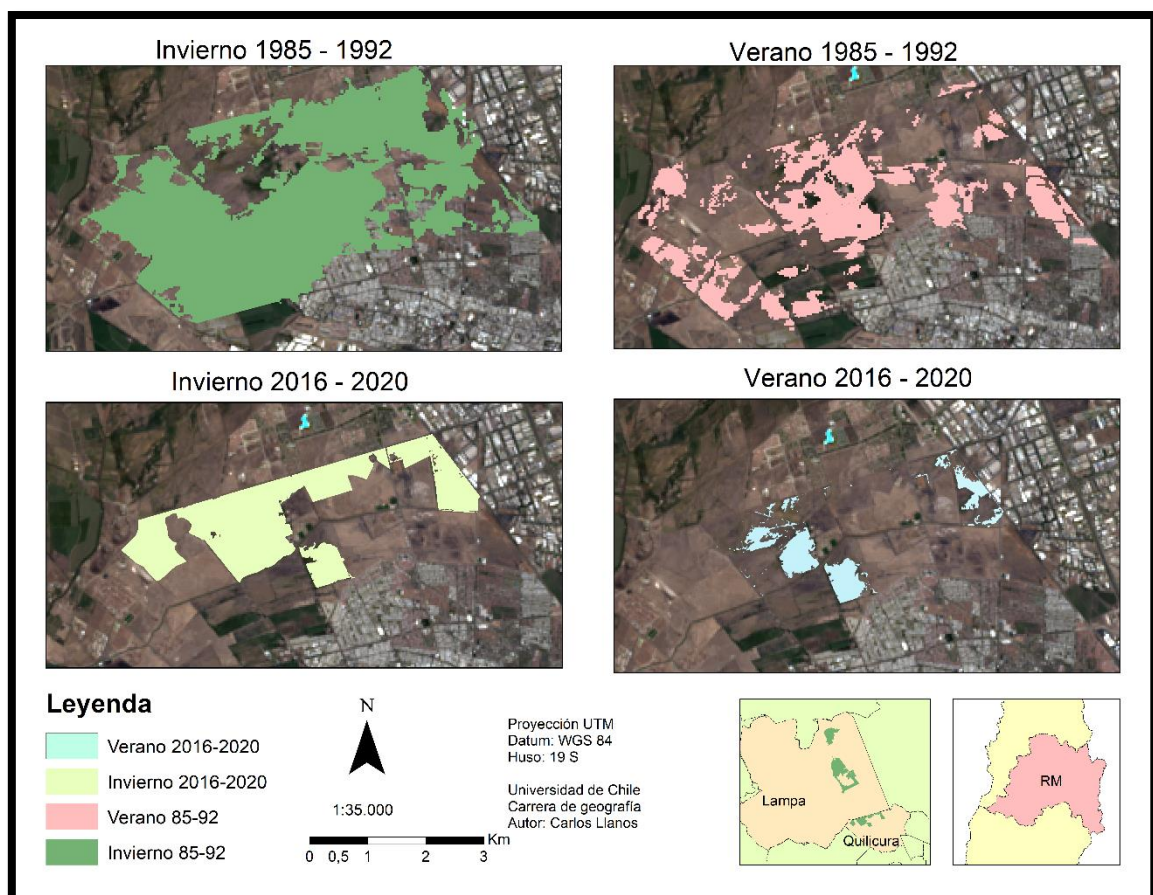 Invierno 1985 - 1992
Verano 1985 - 1992
Invierno 2016 - 2020
Verano 2016 - 2020
Leyenda
Verano 2016-2020
Invierno 2016-2020
Verano 85-92
Invierno 85-92
N
1:35.000
Km
0 0,5 1 2 3
Proyección UTM
Datum: WGS 84
Huso: 19 S
Universidad de Chile
Carrera de geografía
Autor: Carlos Llanos
Lampa
Quilicura
RM